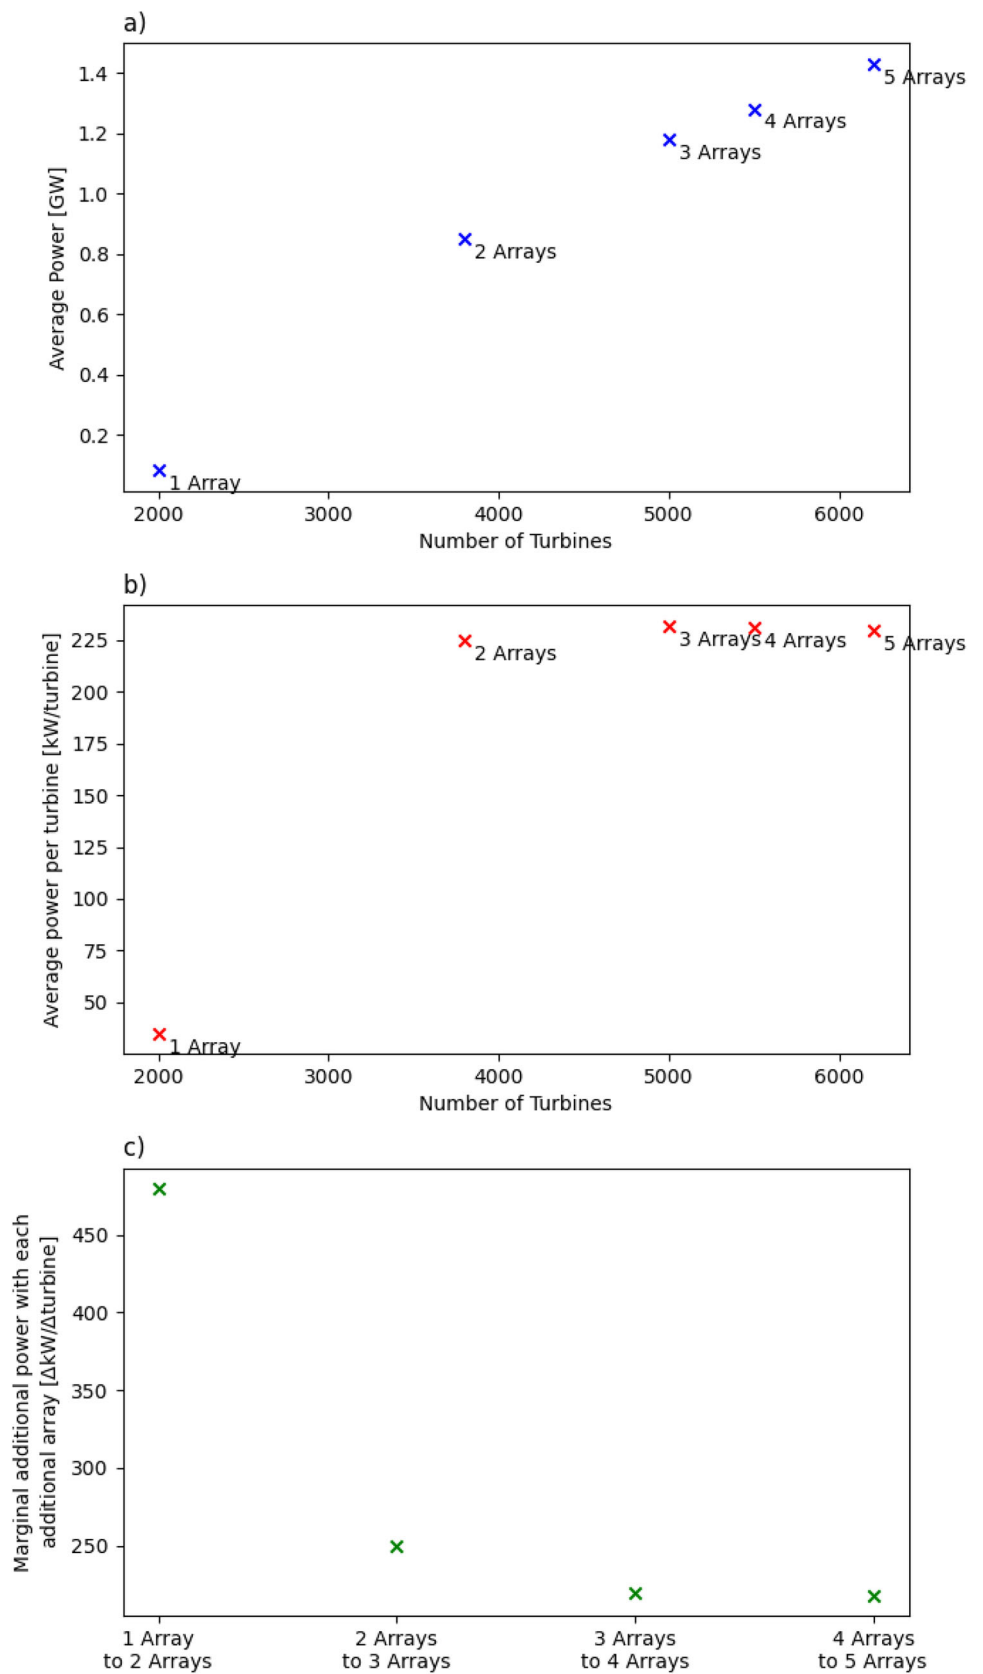 a)
1.4
1.2
1.0
0.8
0.6
0.4
0.2
Average Power [GW]
5 Arrays
4 Arrays
3 Arrays
2 Arrays
1 Array
2000 3000 4000 5000 6000
Number of Turbines
b)
225
200
175
150
125
100
75
50
Average power per turbine [kW/turbine]
2 Arrays
3 Arrays
4 Arrays
5 Arrays
1 Array
2000 3000 4000 5000 6000
Number of Turbines
c)
450
400
350
300
250
Marginal additional power with each
additional array [ΔkW/Δturbine]
1 Array
to 2 Arrays
2 Arrays
to 3 Arrays
3 Arrays
to 4 Arrays
4 Arrays
to 5 Arrays